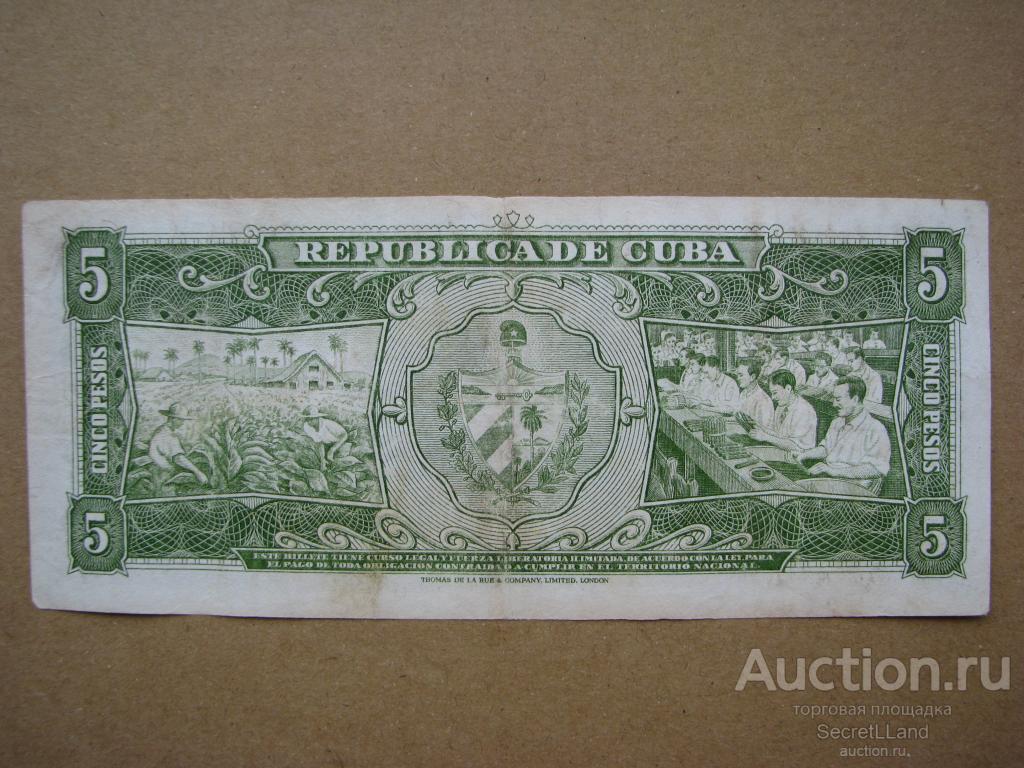 5 REPUBLICA DE CUBA 5
CINCO PESOS
CINCO PESOS
5 5
ESTE BILLETE TIENE CURSO LEGAL Y FUERZA LIBERATORIA ILIMITADA, DE ACUERDO CON LA LEY, PARA
EL PAGO DE TODA OBLIGACION CONTRAIDA O A CUMPLIR EN EL TERRITORIO NACIONAL.
THOMAS DE LA RUE & COMPANY, LIMITED, LONDON
Auction.ru
торговая площадка
SecretLLand
auction.ru